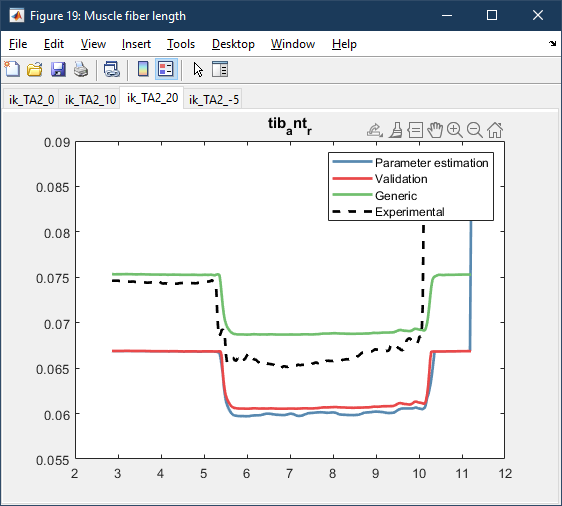 Figure 19: Muscle fiber length
File Edit View Insert Tools Desktop Window Help
ik_TA2_0 ik_TA2_10 ik_TA2_20 ik_TA2_-5
tib_ant_r
Parameter estimation
Validation
Generic
Experimental
0.09
0.085
0.08
0.075
0.07
0.065
0.06
0.055
2 3 4 5 6 7 8 9 10 11 12